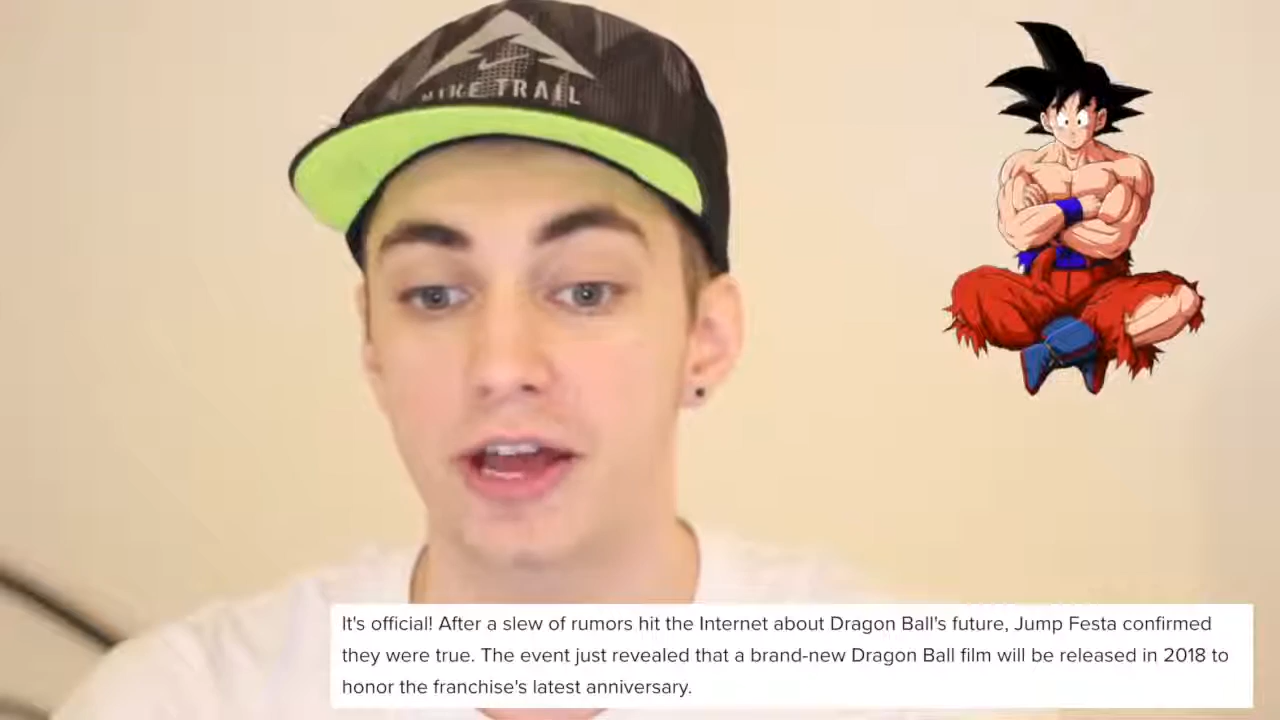 NIKE TRAIL
It's official! After a slew of rumors hit the Internet about Dragon Ball's future, Jump Festa confirmed
they were true. The event just revealed that a brand-new Dragon Ball film will be released in 2018 to
honor the franchise's latest anniversary.